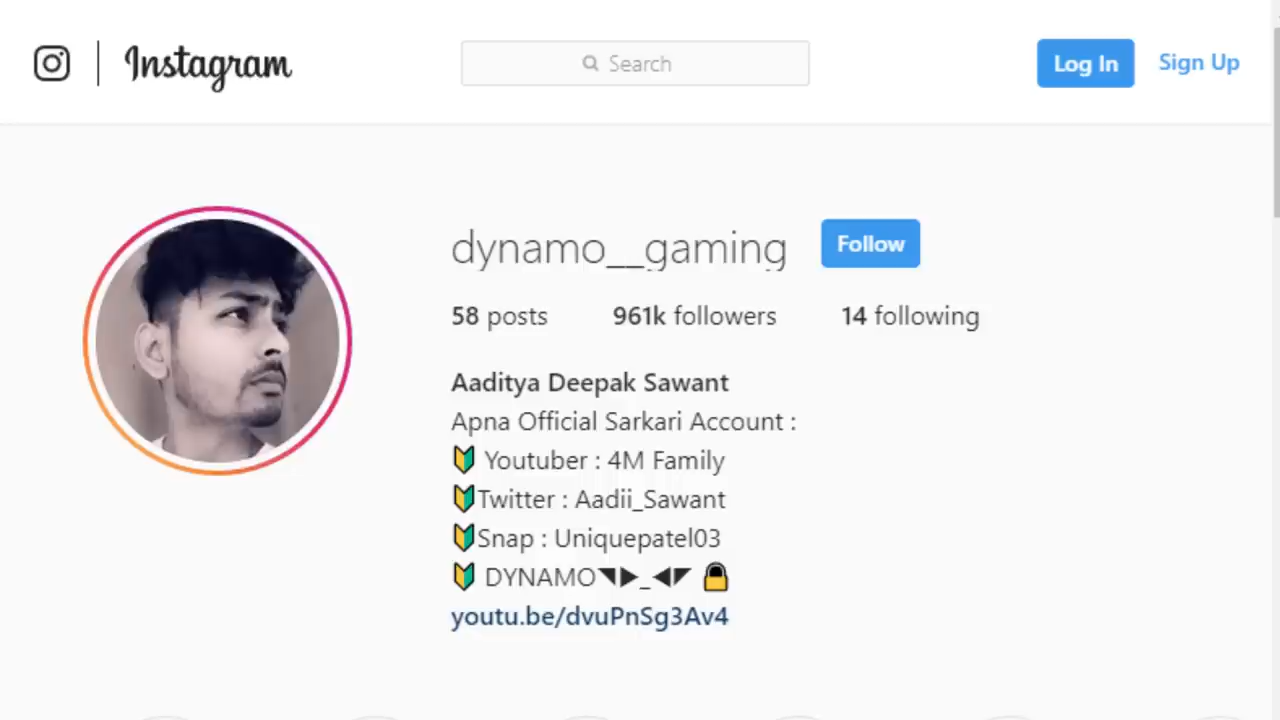 Instagram
Search
Log In
Sign Up
dynamo__gaming
Follow
58 posts 961k followers 14 following
Aaditya Deepak Sawant
Apna Official Sarkari Account :
🔰 Youtuber : 4M Family
🔰Twitter : Aadii_Sawant
🔰Snap : Uniquepatel03
🔰 DYNAMO◥▶_◀◤ 🔒
youtu.be/dvuPnSg3Av4